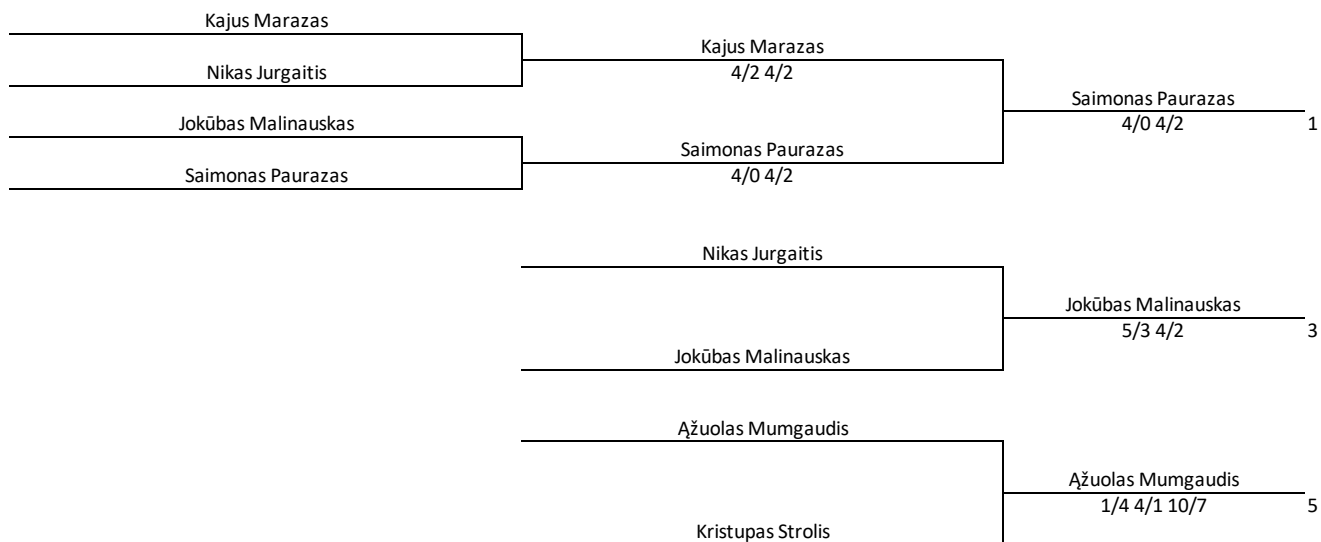 Kajus Marazas
Kajus Marazas
Nikas Jurgaitis
4/2 4/2
Saimonas Paurazas
Jokūbas Malinauskas
4/0 4/2
1
Saimonas Paurazas
Saimonas Paurazas
4/0 4/2
Nikas Jurgaitis
Jokūbas Malinauskas
5/3 4/2
3
Jokūbas Malinauskas
Ąžuolas Mumgaudis
Ąžuolas Mumgaudis
1/4 4/1 10/7
5
Kristupas Strolis